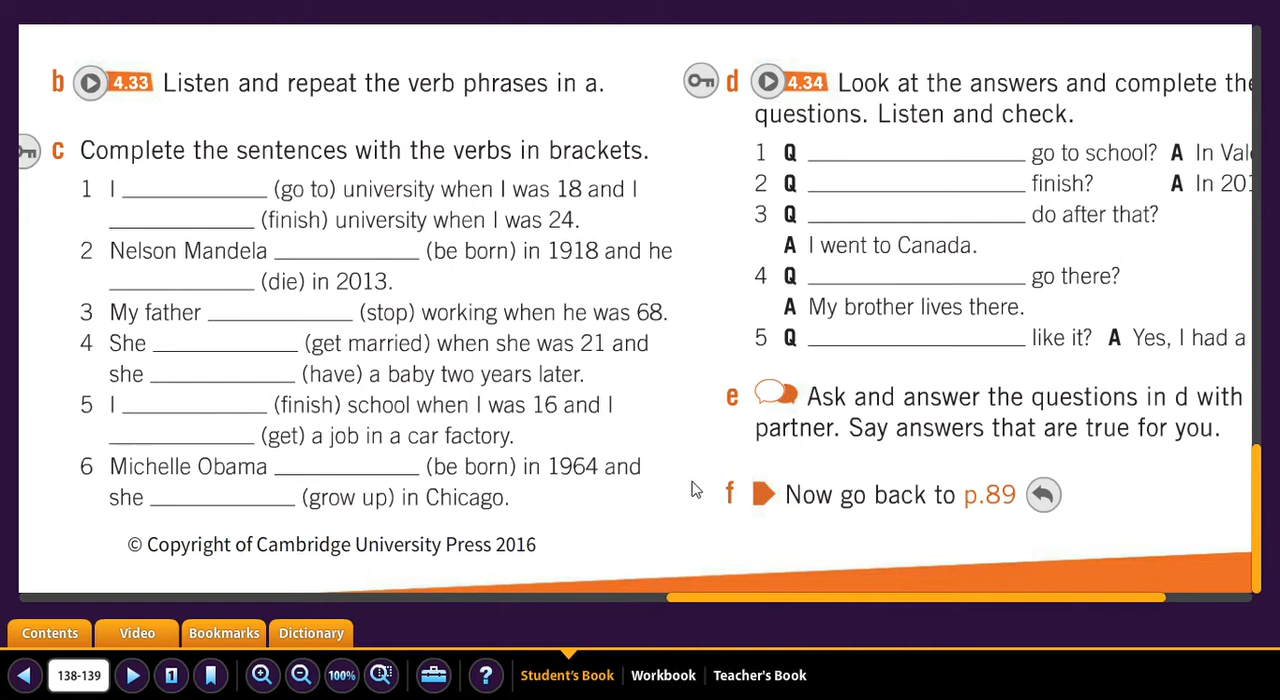 b 4.33 Listen and repeat the verb phrases in a.
c Complete the sentences with the verbs in brackets.
1 I ____________ (go to) university when I was 18 and I
____________ (finish) university when I was 24.
2 Nelson Mandela ____________ (be born) in 1918 and he
____________ (die) in 2013.
3 My father ____________ (stop) working when he was 68.
4 She ____________ (get married) when she was 21 and
she ____________ (have) a baby two years later.
5 I ____________ (finish) school when I was 16 and I
____________ (get) a job in a car factory.
6 Michelle Obama ____________ (be born) in 1964 and
she ____________ (grow up) in Chicago.
© Copyright of Cambridge University Press 2016
d 4.34 Look at the answers and complete the
questions. Listen and check.
1 Q __________________ go to school? A In Val
2 Q __________________ finish? A In 201
3 Q __________________ do after that?
A I went to Canada.
4 Q __________________ go there?
A My brother lives there.
5 Q __________________ like it? A Yes, I had a
e Ask and answer the questions in d with
partner. Say answers that are true for you.
f Now go back to p.89
Contents Video Bookmarks Dictionary
138-139 1 100% ? Student's Book Workbook Teacher's Book